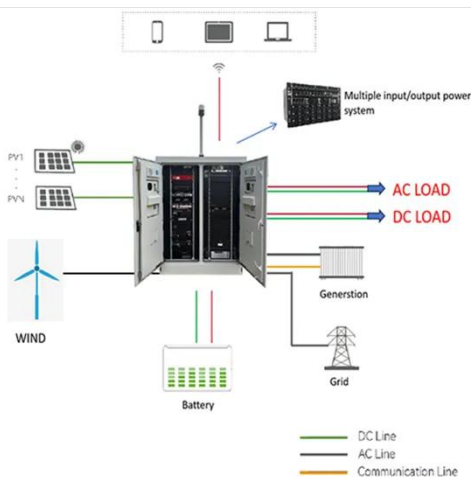 Multiple input/output power
system
PV1
PVN
AC LOAD
DC LOAD
WIND
Generstion
Battery
Grid
DC Line
AC Line
Communication Line